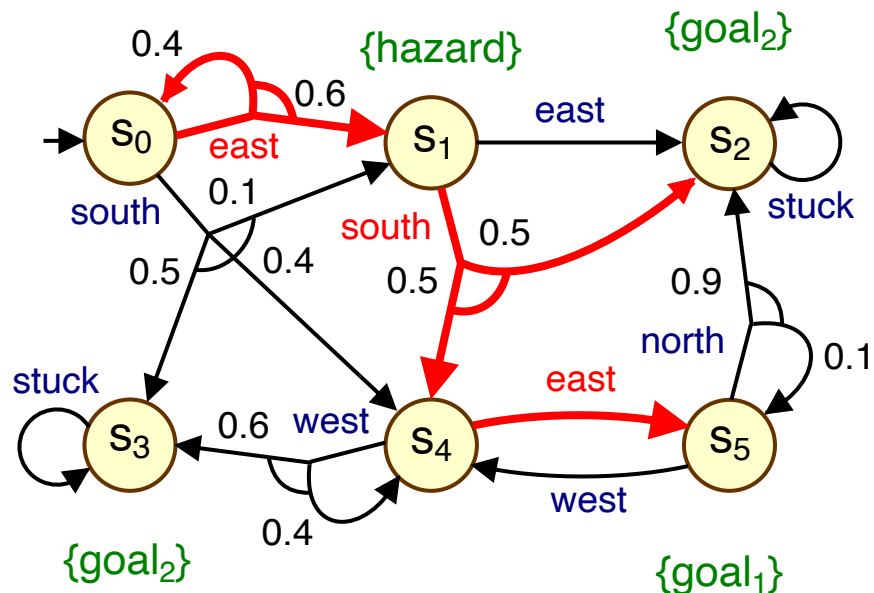 {goal₂}
0.4
{hazard}
0.6
s₀
s₁
east
s₂
east
south
0.1
south
0.5
stuck
0.5
0.4
0.5
0.9
north
0.1
stuck
east
0.6
west
s₃
s₄
s₅
west
0.4
{goal₂}
{goal₁}